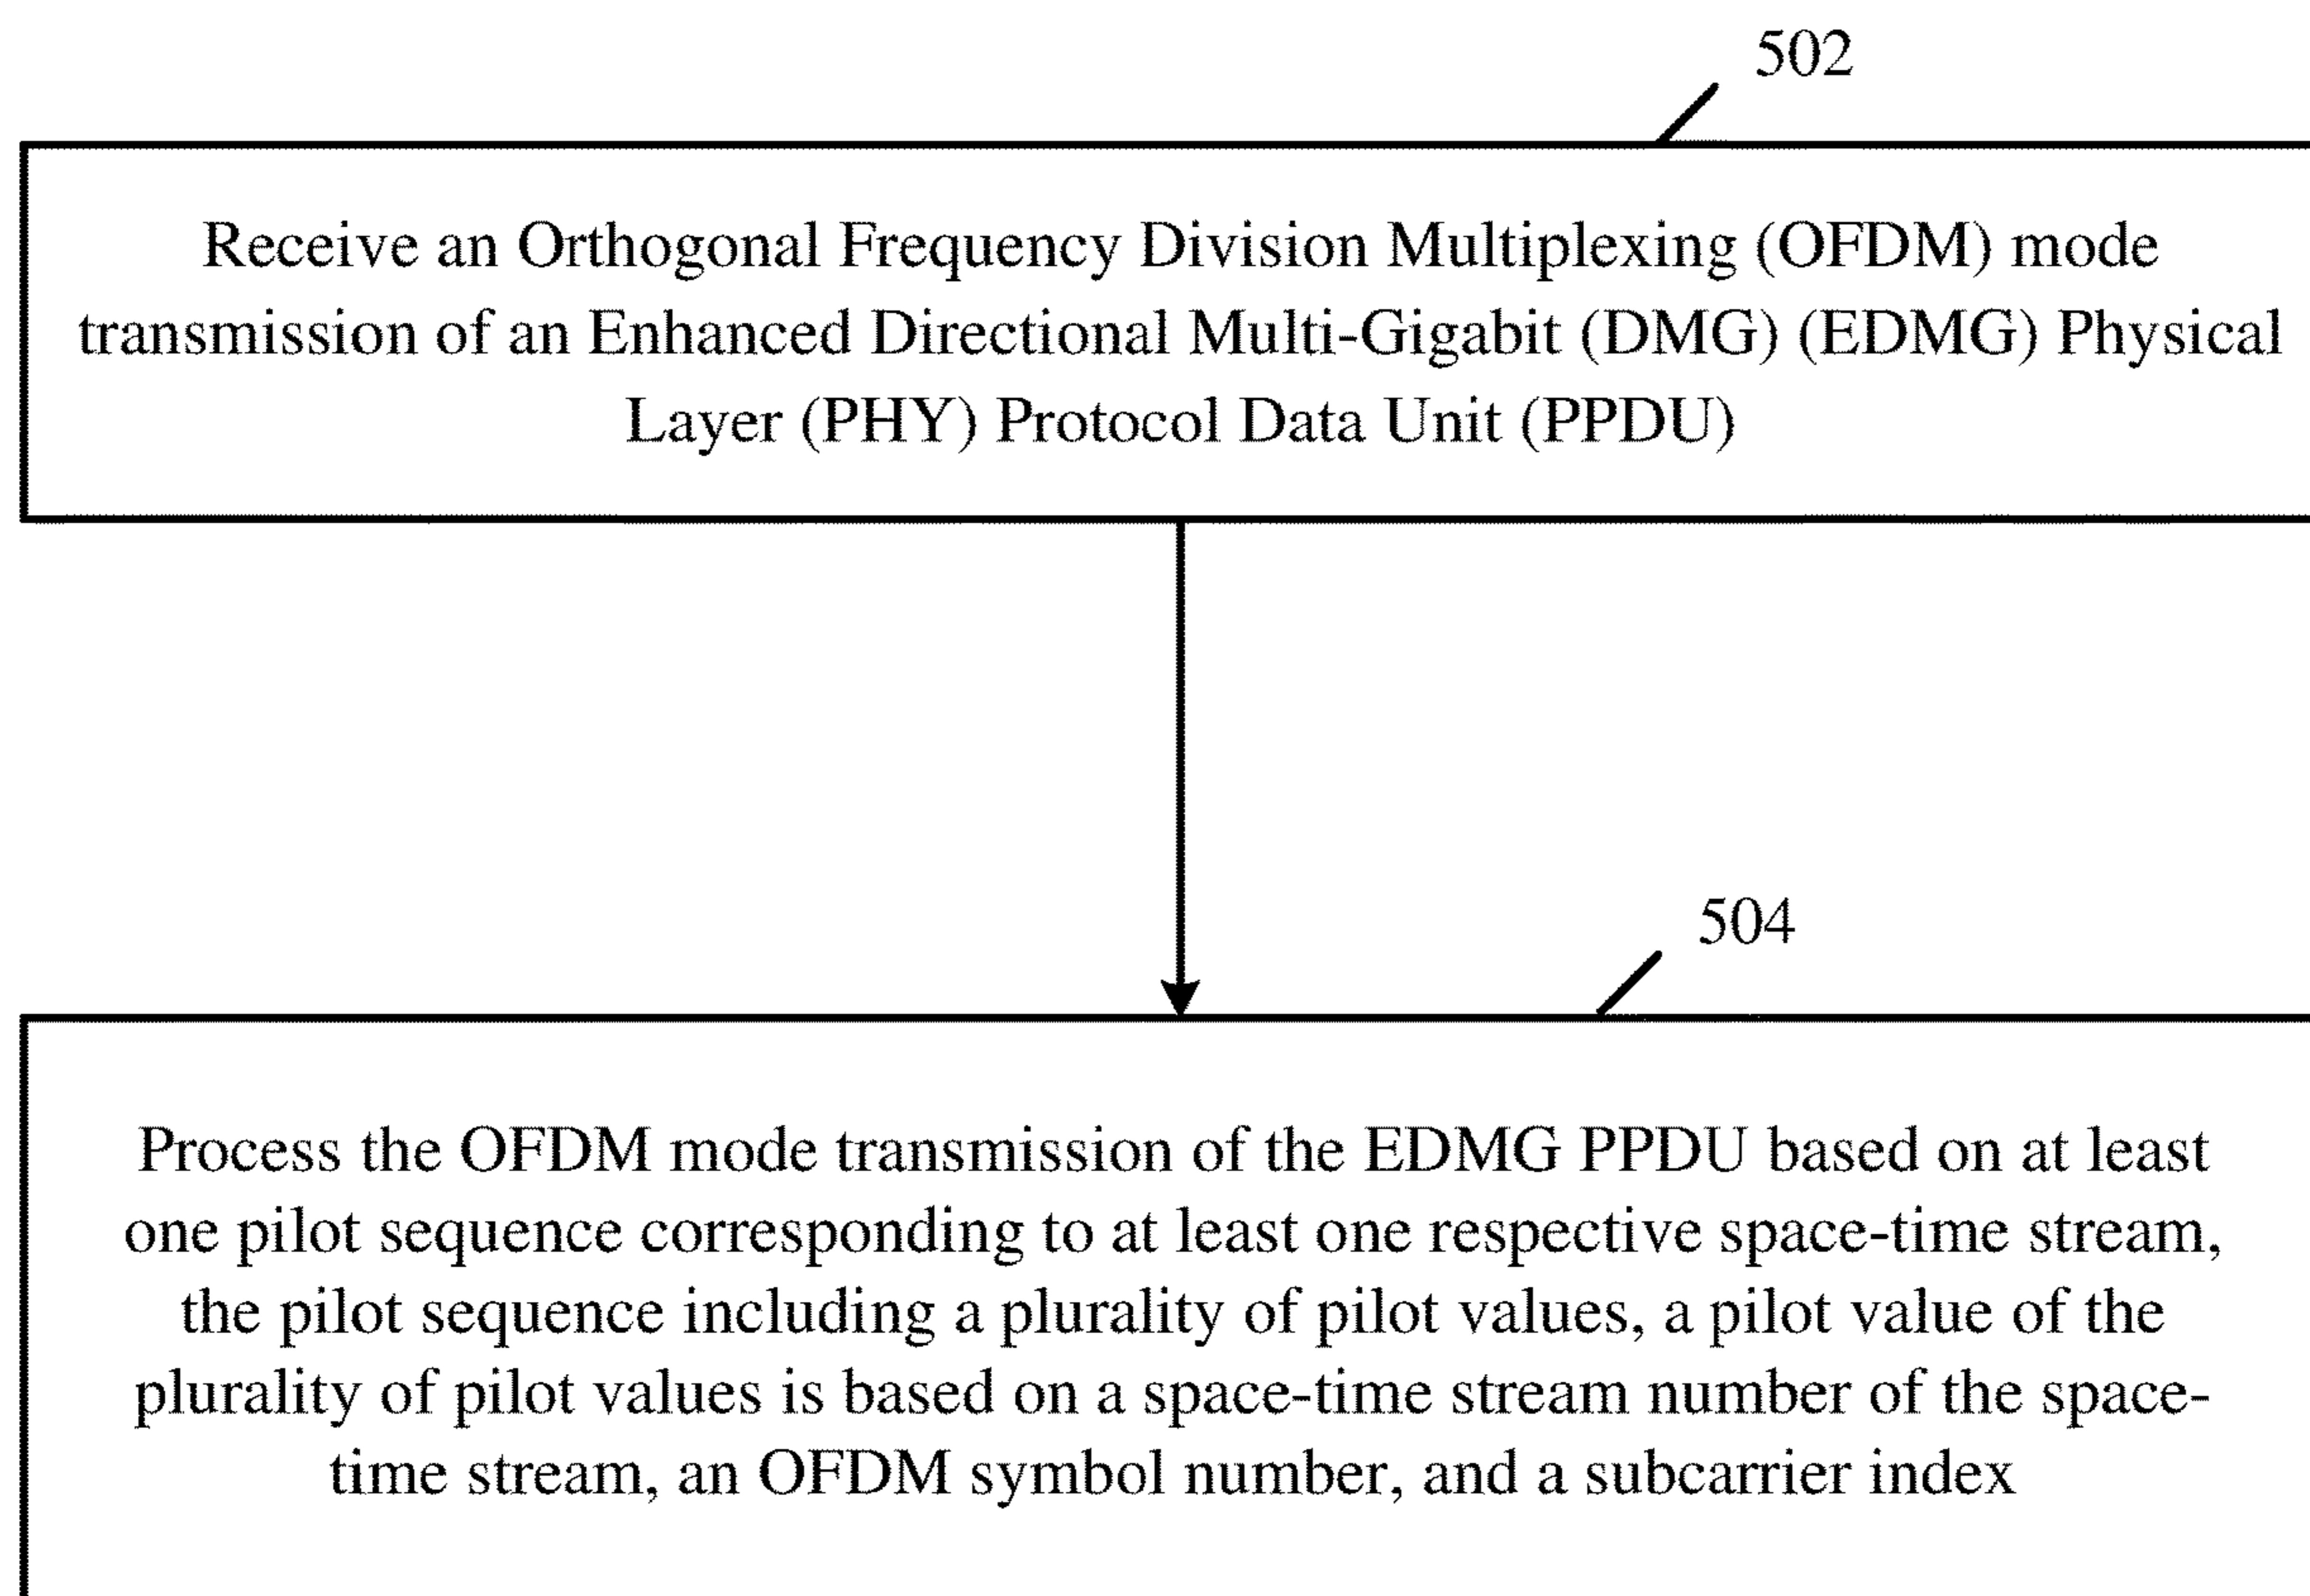 502
Receive an Orthogonal Frequency Division Multiplexing (OFDM) mode
transmission of an Enhanced Directional Multi-Gigabit (DMG) (EDMG) Physical
Layer (PHY) Protocol Data Unit (PPDU)
504
Process the OFDM mode transmission of the EDMG PPDU based on at least
one pilot sequence corresponding to at least one respective space-time stream,
the pilot sequence including a plurality of pilot values, a pilot value of the
plurality of pilot values is based on a space-time stream number of the space-
time stream, an OFDM symbol number, and a subcarrier index